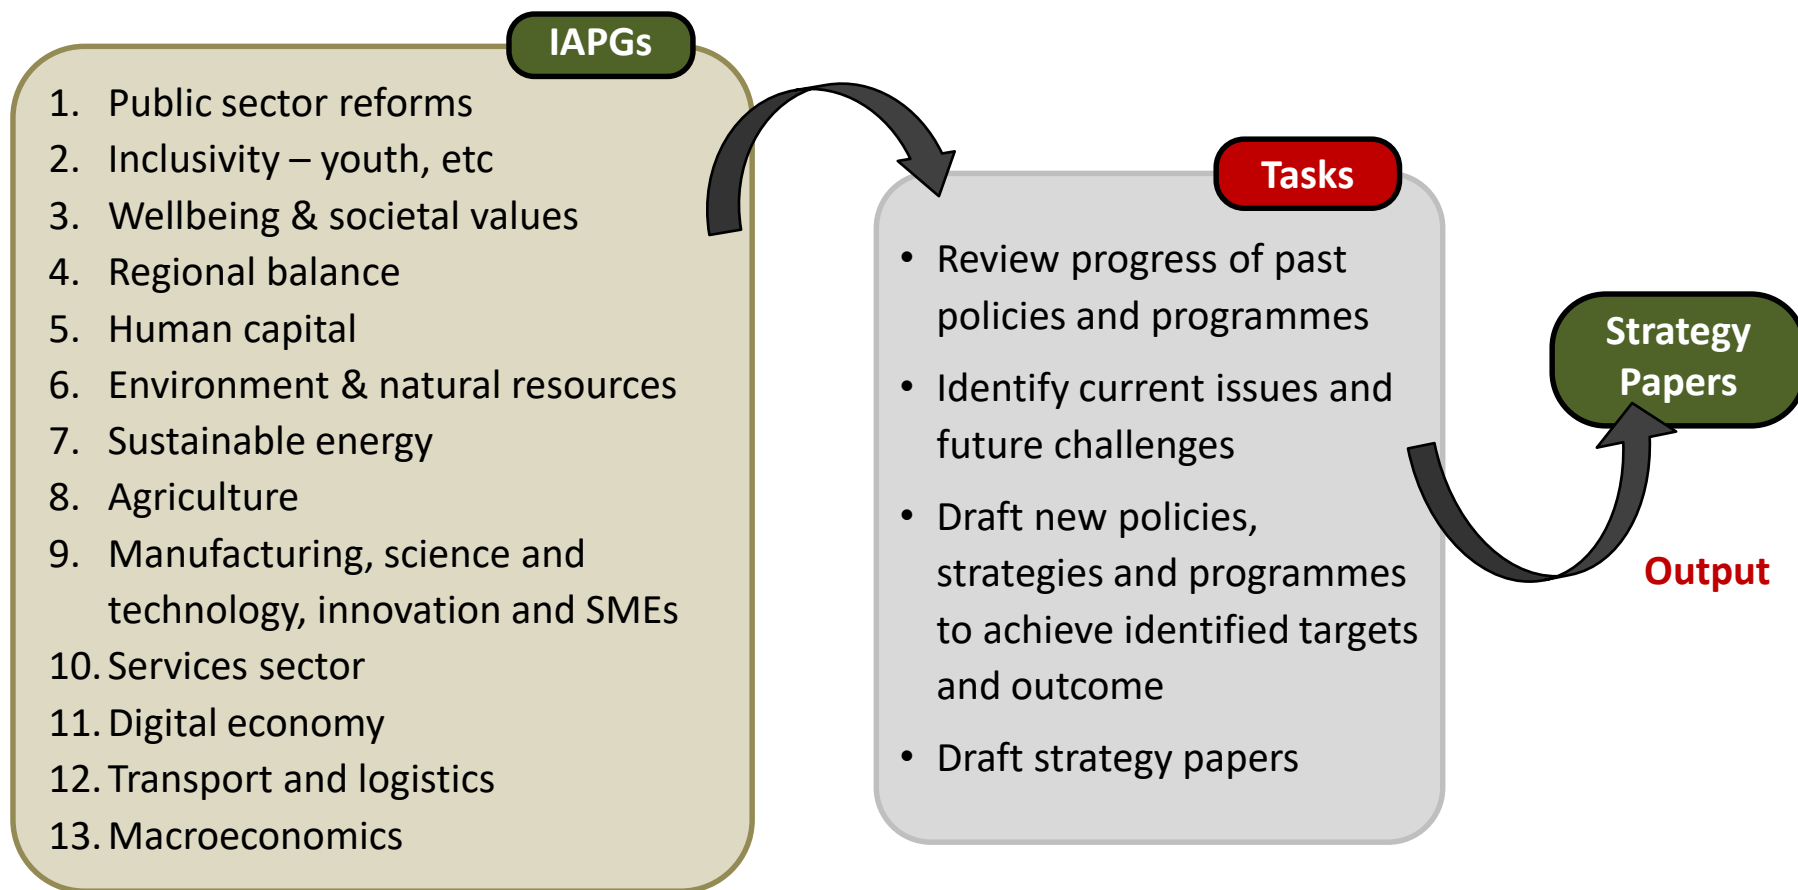 IAPGs
1. Public sector reforms
2. Inclusivity – youth, etc
3. Wellbeing & societal values
4. Regional balance
5. Human capital
6. Environment & natural resources
7. Sustainable energy
8. Agriculture
9. Manufacturing, science and
technology, innovation and SMEs
10. Services sector
11. Digital economy
12. Transport and logistics
13. Macroeconomics
Tasks
• Review progress of past
policies and programmes
• Identify current issues and
future challenges
• Draft new policies,
strategies and programmes
to achieve identified targets
and outcome
• Draft strategy papers
Strategy
Papers
Output